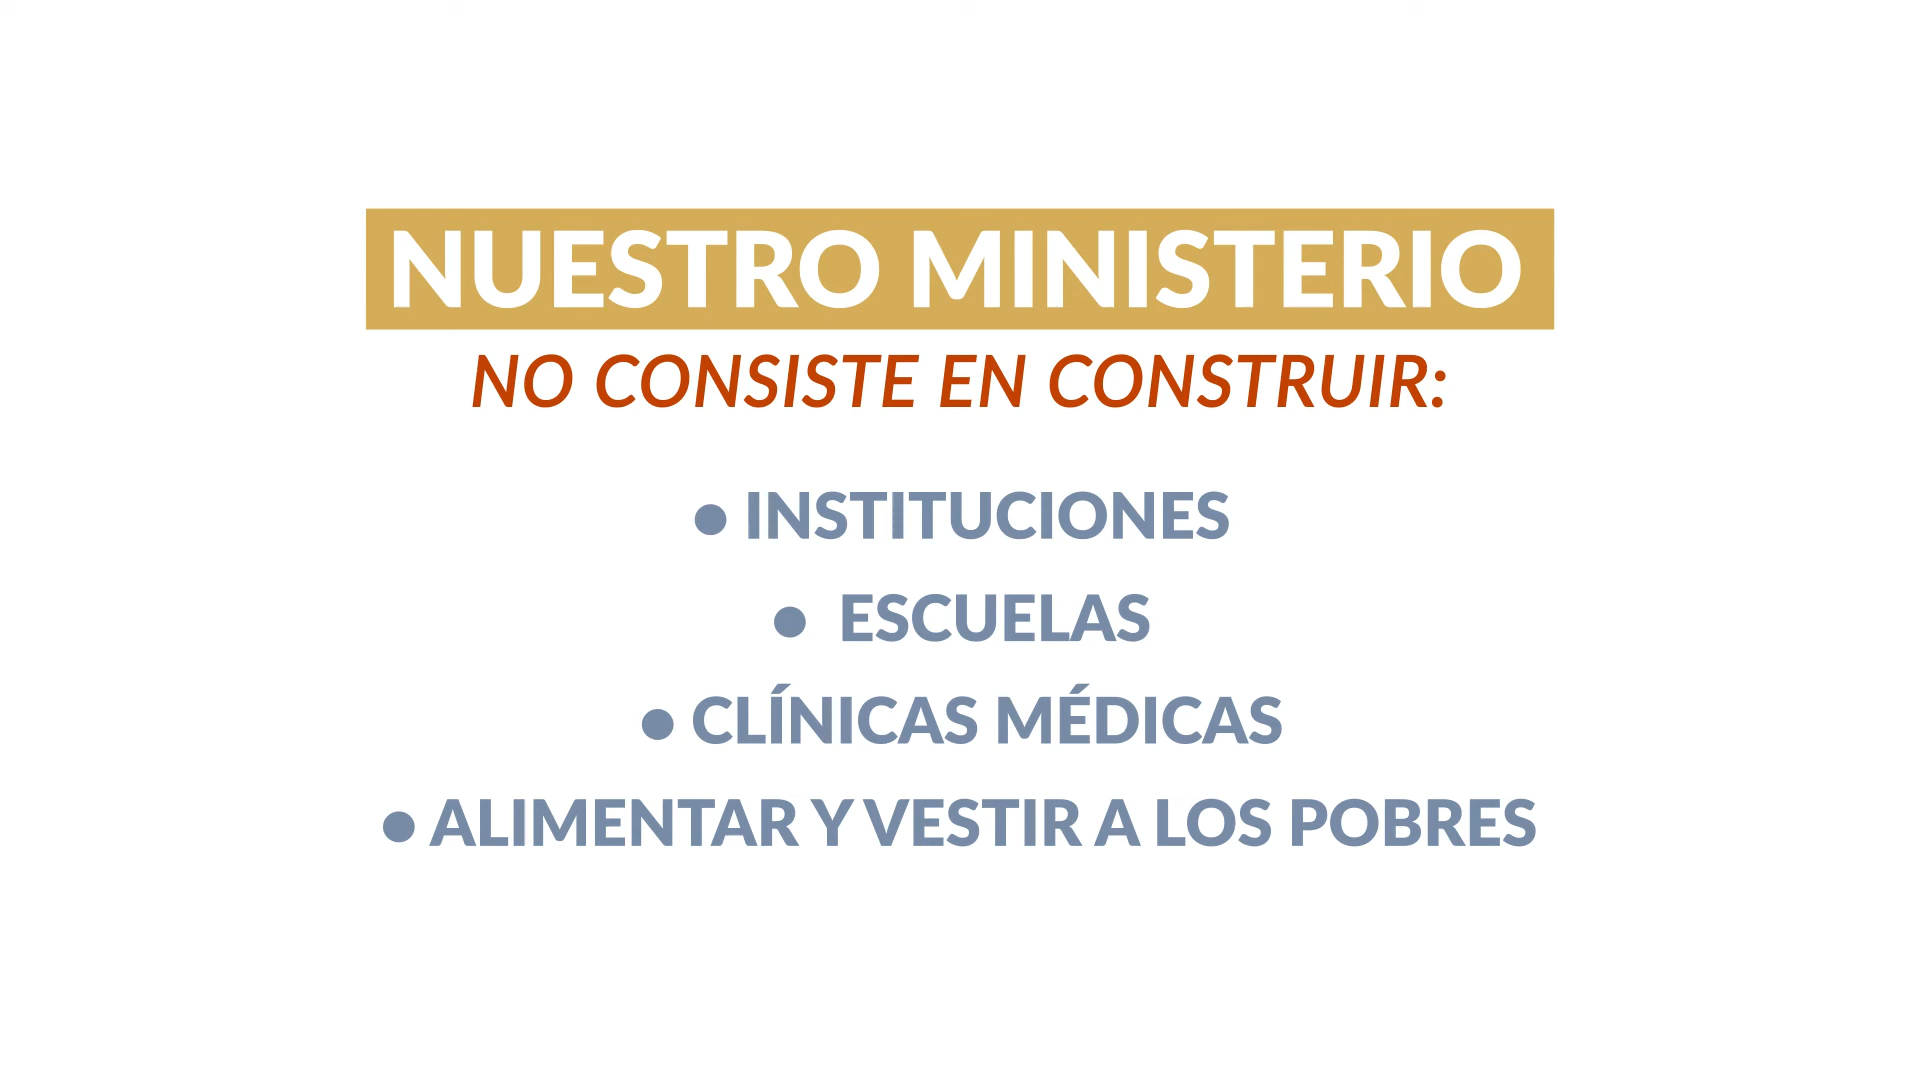 NUESTRO MINISTERIO
NO CONSISTE EN CONSTRUIR:
• INSTITUCIONES
• ESCUELAS
• CLÍNICAS MÉDICAS
• ALIMENTAR Y VESTIR A LOS POBRES